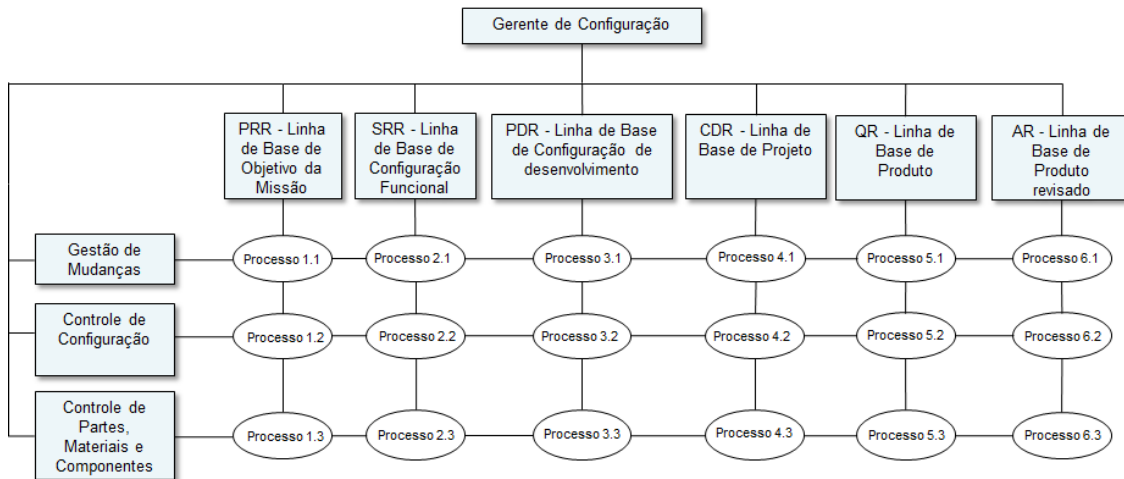 Gerente de Configuração
PRR - Linha
de Base de
Objetivo da
Missão
SRR - Linha
de Base de
Configuração
Funcional
PDR - Linha de Base
de Configuração de
desenvolvimento
CDR - Linha de
Base de Projeto
QR - Linha de
Base de
Produto
AR - Linha de
Base de
Produto
revisado
Gestão de
Mudanças
Processo 1.1
Processo 2.1
Processo 3.1
Processo 4.1
Processo 5.1
Processo 6.1
Controle de
Configuração
Processo 1.2
Processo 2.2
Processo 3.2
Processo 4.2
Processo 5.2
Processo 6.2
Controle de
Partes,
Materiais e
Componentes
Processo 1.3
Processo 2.3
Processo 3.3
Processo 4.3
Processo 5.3
Processo 6.3